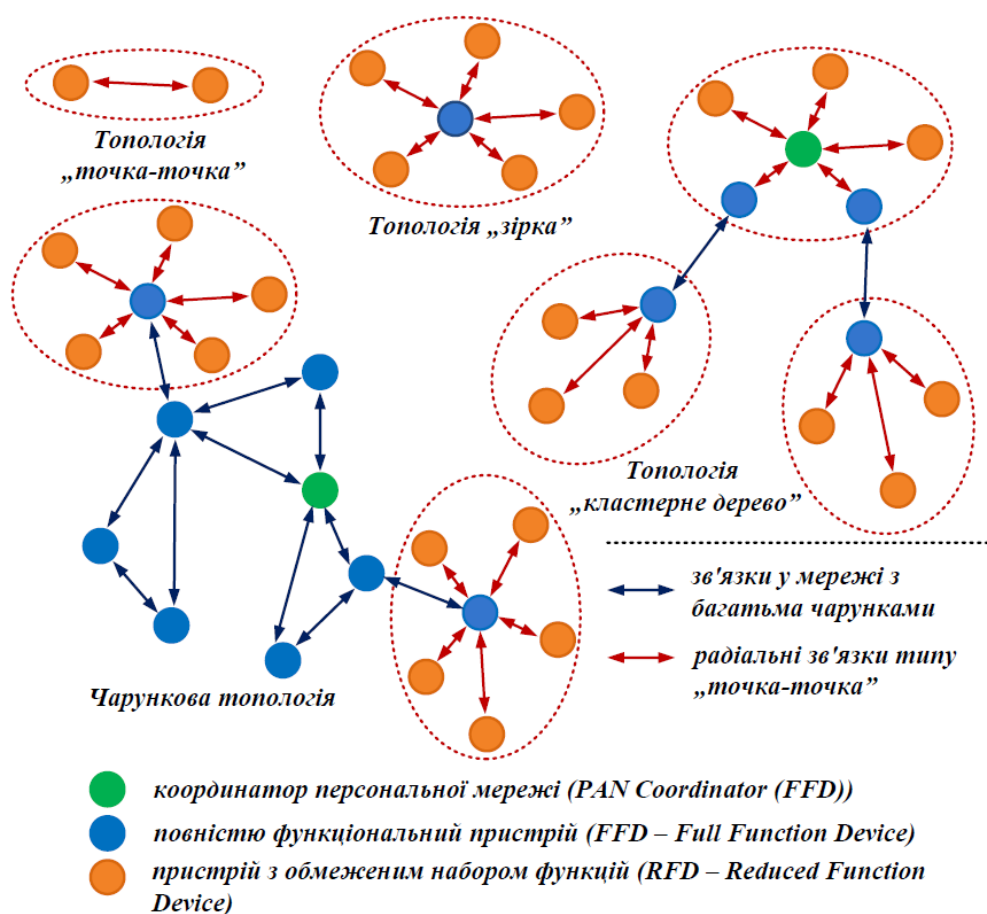 Топологія
„точка-точка”
Топологія „зірка”
Топологія
„кластерне дерево”
зв'язки у мережі з
багатьма чарунками
радіальні зв'язки типу
„точка-точка”
Чарункова топологія
координатор персональної мережі (PAN Coordinator (FFD))
повністю функціональний пристрій (FFD – Full Function Device)
пристрій з обмеженим набором функцій (RFD – Reduced Function
Device)